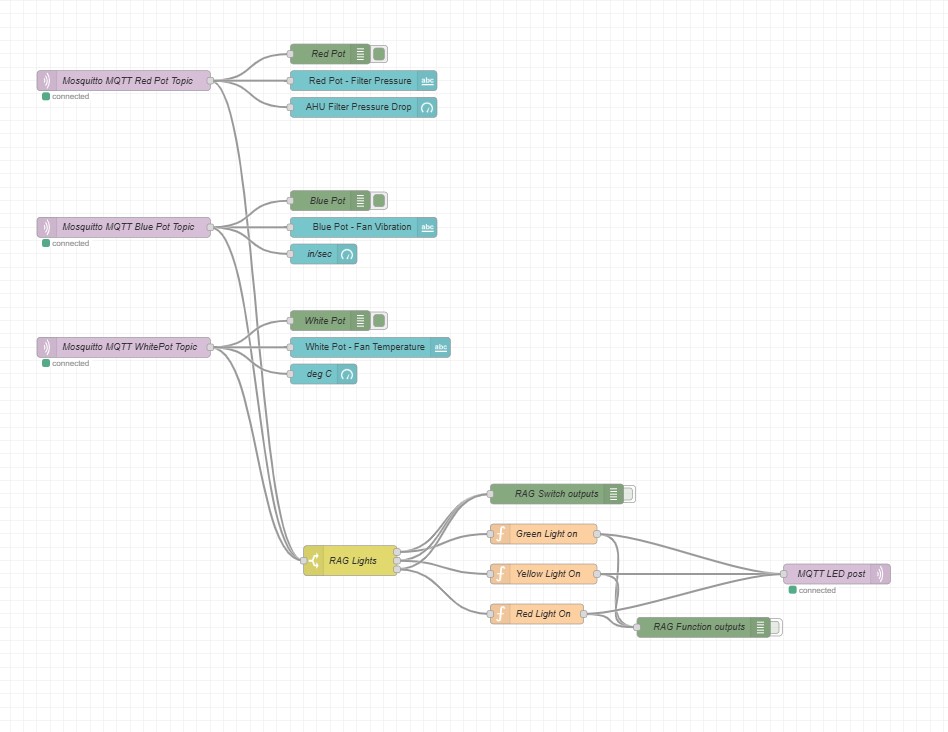 Red Pot
Mosquitto MQTT Red Pot Topic
Red Pot - Filter Pressure
abc
connected
AHU Filter Pressure Drop
Blue Pot
Mosquitto MQTT Blue Pot Topic
Blue Pot - Fan Vibration
abc
connected
in/sec
White Pot
Mosquitto MQTT WhitePot Topic
White Pot - Fan Temperature
abc
connected
deg C
RAG Switch outputs
Green Light on
RAG Lights
Yellow Light On
MQTT LED post
connected
Red Light On
RAG Function outputs